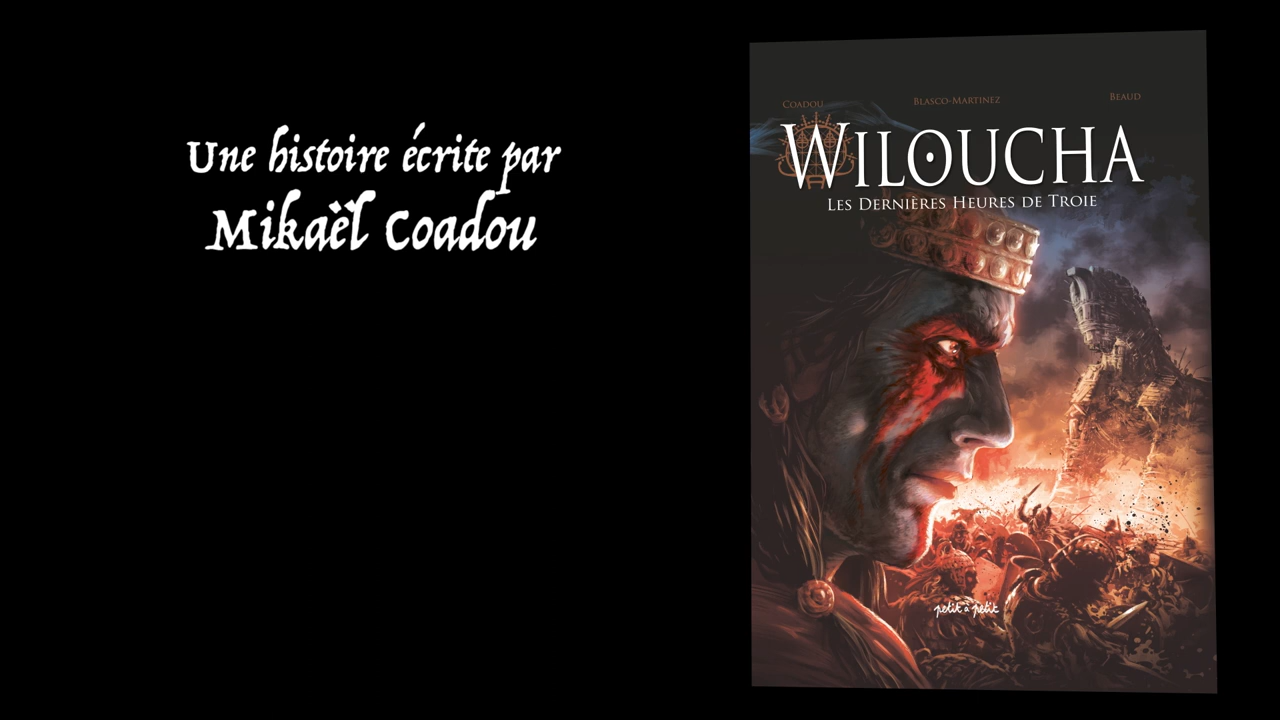 Une histoire écrite par
Mikaël Coadou
Coadou Blasco-Martinez Beaud
Wiloucha
Les Dernières Heures de Troie
petit à petit